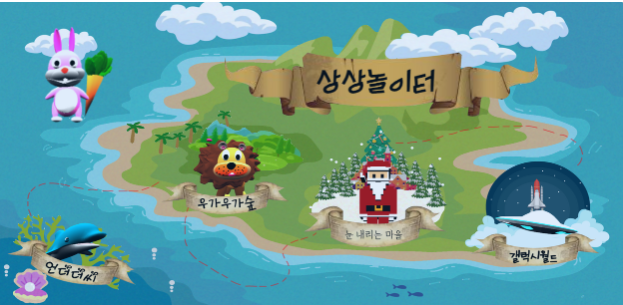 상상놀이터
우가우가숲
눈 내리는 마을
갤럭시월드
언더더씨